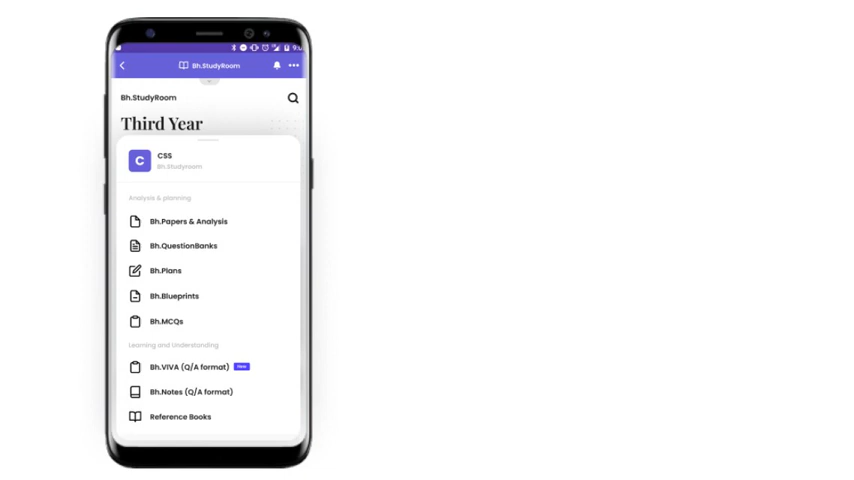 Bh.StudyRoom
Bh.StudyRoom
Third Year
C
CSS
Bh.Studyroom
Analysis & planning
Bh.Papers & Analysis
Bh.QuestionBanks
Bh.Plans
Bh.Blueprints
Bh.MCQs
Learning and Understanding
Bh.VIVA (Q/A format) New
Bh.Notes (Q/A format)
Reference Books